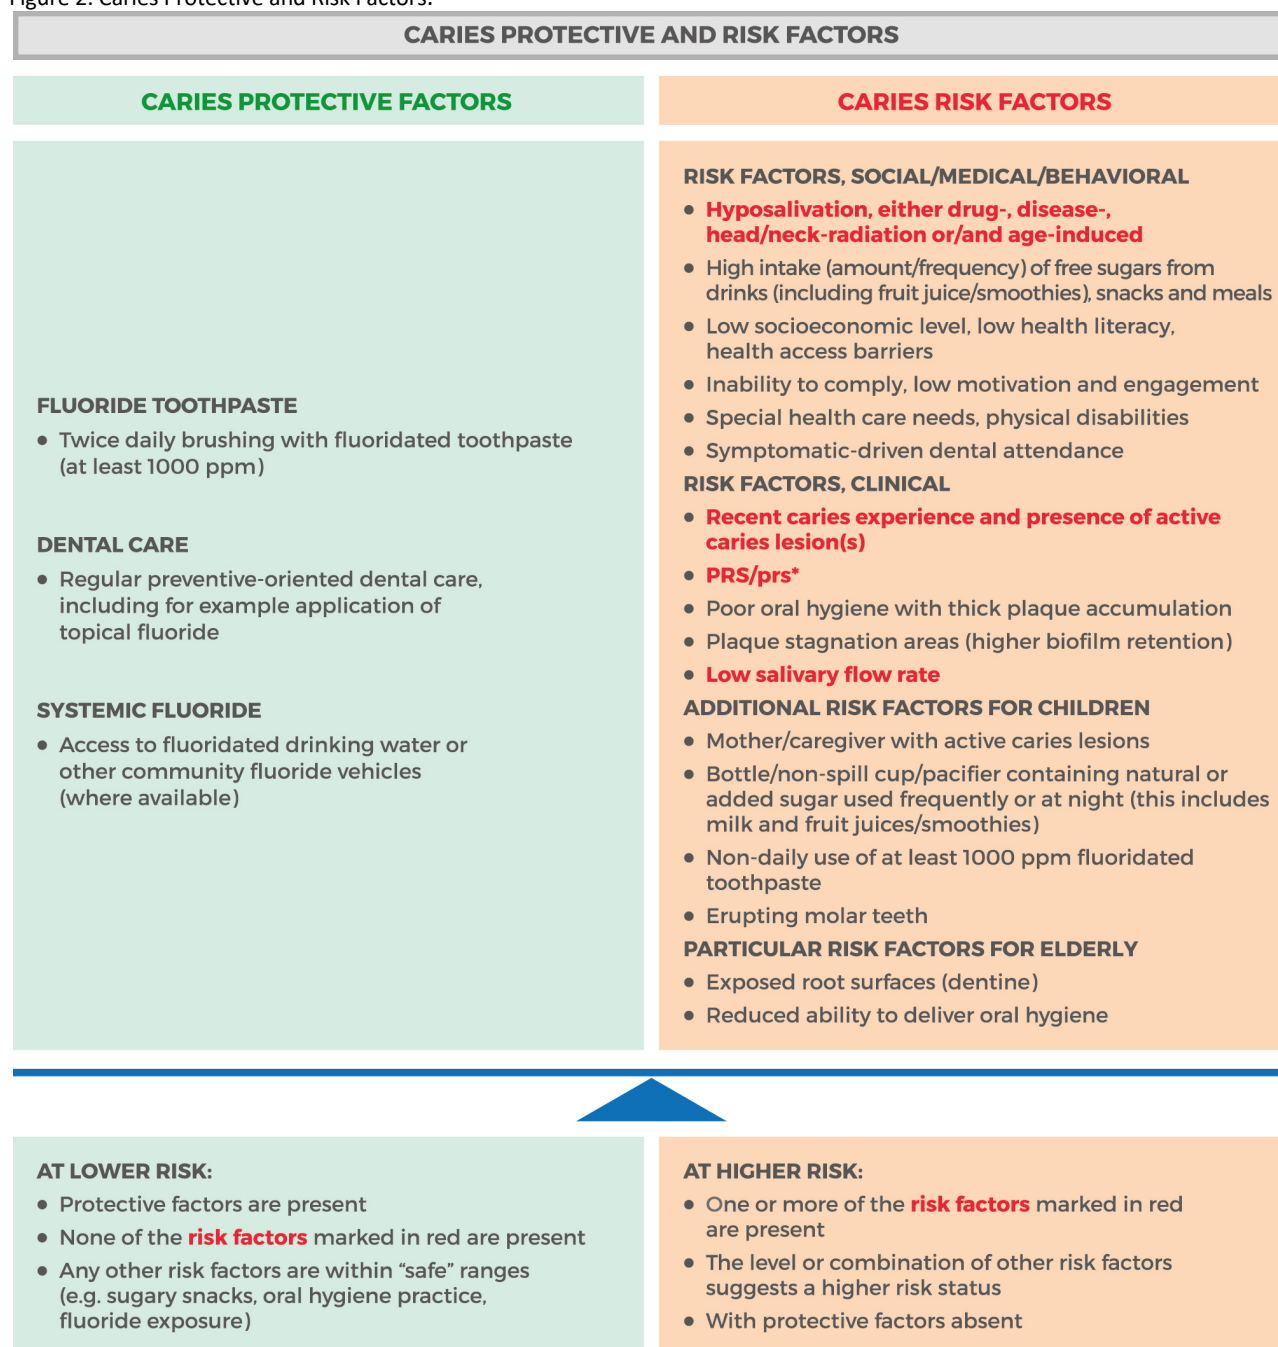 Figure 2. Caries Protective and Risk Factors.
CARIES PROTECTIVE AND RISK FACTORS
CARIES PROTECTIVE FACTORS
FLUORIDE TOOTHPASTE
• Twice daily brushing with fluoridated toothpaste
(at least 1000 ppm)
DENTAL CARE
• Regular preventive-oriented dental care,
including for example application of
topical fluoride
SYSTEMIC FLUORIDE
• Access to fluoridated drinking water or
other community fluoride vehicles
(where available)
CARIES RISK FACTORS
RISK FACTORS, SOCIAL/MEDICAL/BEHAVIORAL
• Hyposalivation, either drug-, disease-,
head/neck-radiation or/and age-induced
• High intake (amount/frequency) of free sugars from
drinks (including fruit juice/smoothies), snacks and meals
• Low socioeconomic level, low health literacy,
health access barriers
• Inability to comply, low motivation and engagement
• Special health care needs, physical disabilities
• Symptomatic-driven dental attendance
RISK FACTORS, CLINICAL
• Recent caries experience and presence of active
caries lesion(s)
• PRS/prs*
• Poor oral hygiene with thick plaque accumulation
• Plaque stagnation areas (higher biofilm retention)
• Low salivary flow rate
ADDITIONAL RISK FACTORS FOR CHILDREN
• Mother/caregiver with active caries lesions
• Bottle/non-spill cup/pacifier containing natural or
added sugar used frequently or at night (this includes
milk and fruit juices/smoothies)
• Non-daily use of at least 1000 ppm fluoridated
toothpaste
• Erupting molar teeth
PARTICULAR RISK FACTORS FOR ELDERLY
• Exposed root surfaces (dentine)
• Reduced ability to deliver oral hygiene
AT LOWER RISK:
• Protective factors are present
• None of the risk factors marked in red are present
• Any other risk factors are within “safe” ranges
(e.g. sugary snacks, oral hygiene practice,
fluoride exposure)
AT HIGHER RISK:
• One or more of the risk factors marked in red
are present
• The level or combination of other risk factors
suggests a higher risk status
• With protective factors absent